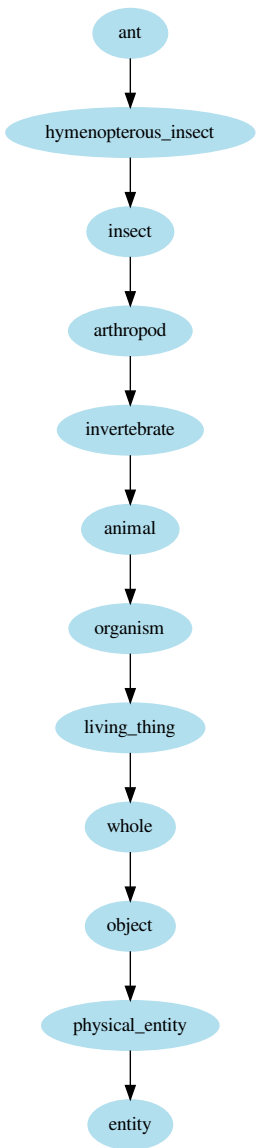 ant
hymenopterous_insect
insect
arthropod
invertebrate
animal
organism
living_thing
whole
object
physical_entity
entity